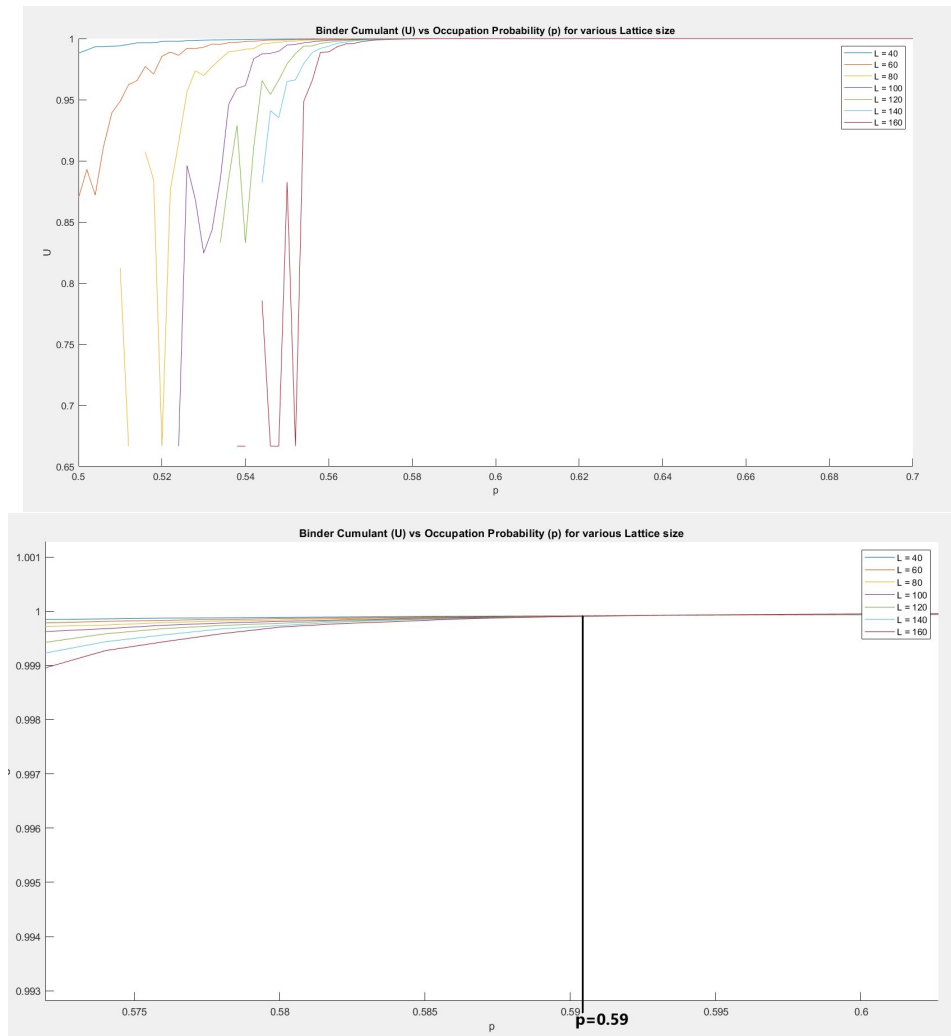 Binder Cumulant (U) vs Occupation Probability (p) for various Lattice size
1
0.95
0.9
0.85
0.8
0.75
0.7
0.65
U
0.5
0.52
0.54
0.56
0.58
0.6
0.62
0.64
0.66
0.68
0.7
p
L = 40
L = 60
L = 80
L = 100
L = 120
L = 140
L = 160
Binder Cumulant (U) vs Occupation Probability (p) for various Lattice size
1.001
1
0.999
0.998
0.997
0.996
0.995
0.994
0.993
0.575
0.58
0.585
0.59
0.595
0.6
p=0.59
p
L = 40
L = 60
L = 80
L = 100
L = 120
L = 140
L = 160